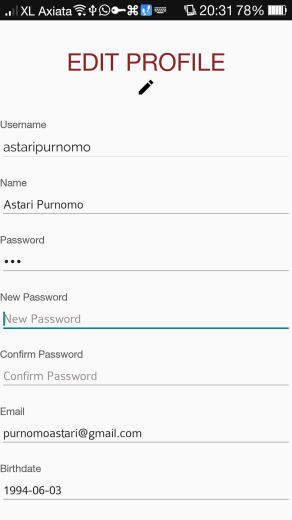 XL Axiata 20:31 78%
EDIT PROFILE
Username
astaripurnomo
Name
Astari Purnomo
Password
•••
New Password
New Password
Confirm Password
Confirm Password
Email
purnomoastari@gmail.com
Birthdate
1994-06-03